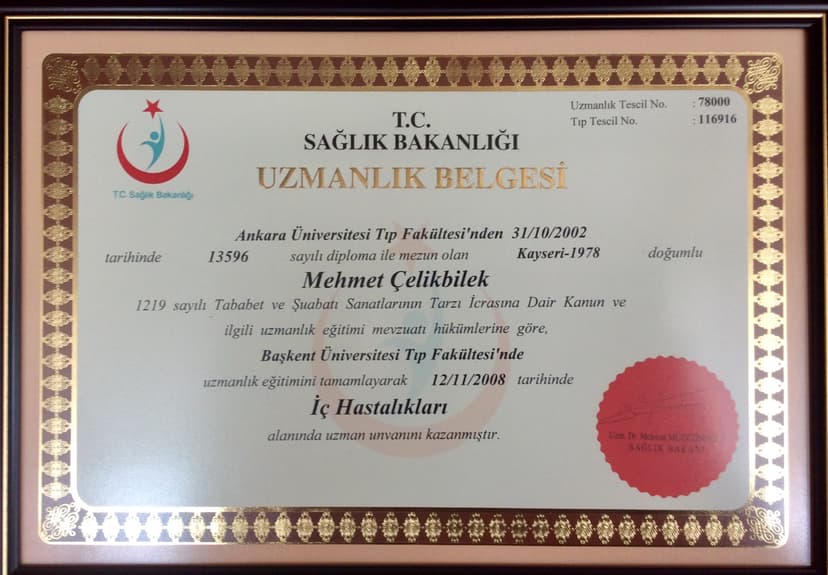 T.C. Sağlık Bakanlığı
T.C.
SAĞLIK BAKANLIĞI
UZMANLIK BELGESİ
Uzmanlık Tescil No. : 78000
Tıp Tescil No. : 116916
Ankara Üniversitesi Tıp Fakültesi'nden 31/10/2002
tarihinde 13596 sayılı diploma ile mezun olan Kayseri-1978 doğumlu
Mehmet Çelikbilek
1219 sayılı Tababet ve Şuabatı Sanatlarının Tarzı İcrasına Dair Kanun ve
ilgili uzmanlık eğitimi mevzuatı hükümlerine göre,
Başkent Üniversitesi Tıp Fakültesi'nde
uzmanlık eğitimini tamamlayarak 12/11/2008 tarihinde
İç Hastalıkları
alanında uzman unvanını kazanmıştır.
Uzm. Dr. Mehmet
SAĞLIK BAKANI